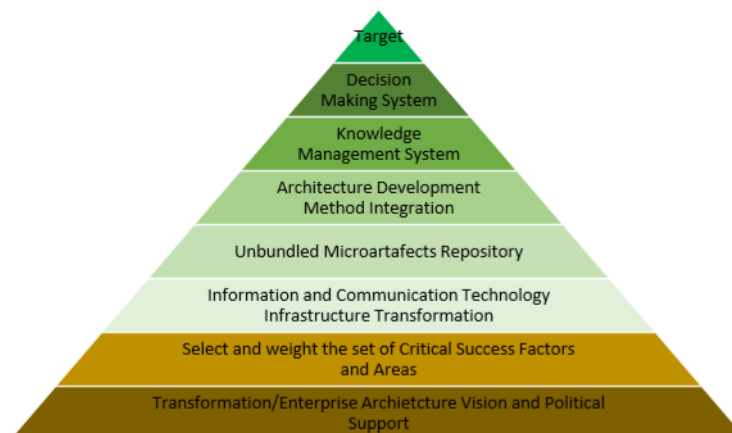 Target
Decision
Making System
Knowledge
Management System
Architecture Development
Method Integration
Unbundled Microartafects Repository
Information and Communication Technology
Infrastructure Transformation
Select and weight the set of Critical Success Factors
and Areas
Transformation/Enterprise Archietcture Vision and Political
Support